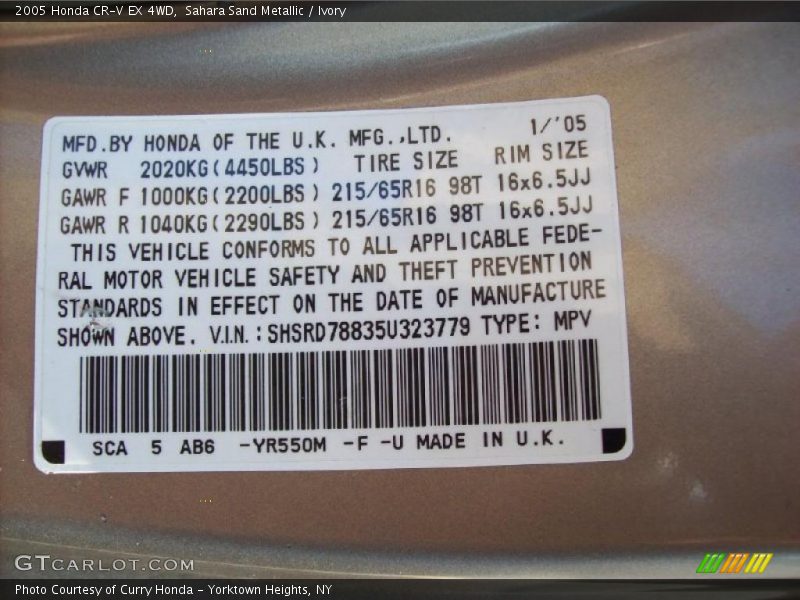 2005 Honda CR-V EX 4WD, Sahara Sand Metallic / Ivory
MFD.BY HONDA OF THE U.K. MFG.,LTD. 1/'05
GVWR 2020KG(4450LBS) TIRE SIZE RIM SIZE
GAWR F 1000KG(2200LBS) 215/65R16 98T 16x6.5JJ
GAWR R 1040KG(2290LBS) 215/65R16 98T 16x6.5JJ
THIS VEHICLE CONFORMS TO ALL APPLICABLE FEDE-
RAL MOTOR VEHICLE SAFETY AND THEFT PREVENTION
STANDARDS IN EFFECT ON THE DATE OF MANUFACTURE
SHOWN ABOVE. V.I.N.:SHSRD78835U323779 TYPE: MPV
SCA 5 AB6 -YR550M -F -U MADE IN U.K.
GTCARLOT.COM
Photo Courtesy of Curry Honda - Yorktown Heights, NY